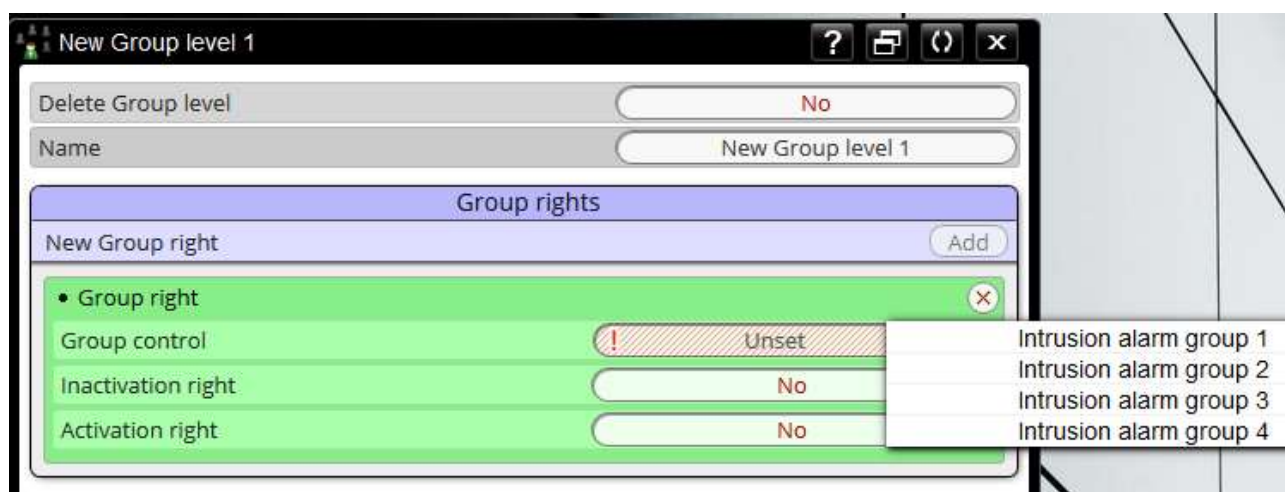 New Group level 1
?
Delete Group level No
Name New Group level 1
Group rights
New Group right Add
• Group right
Group control ! Unset
Intrusion alarm group 1
Intrusion alarm group 2
Intrusion alarm group 3
Intrusion alarm group 4
Inactivation right No
Activation right No